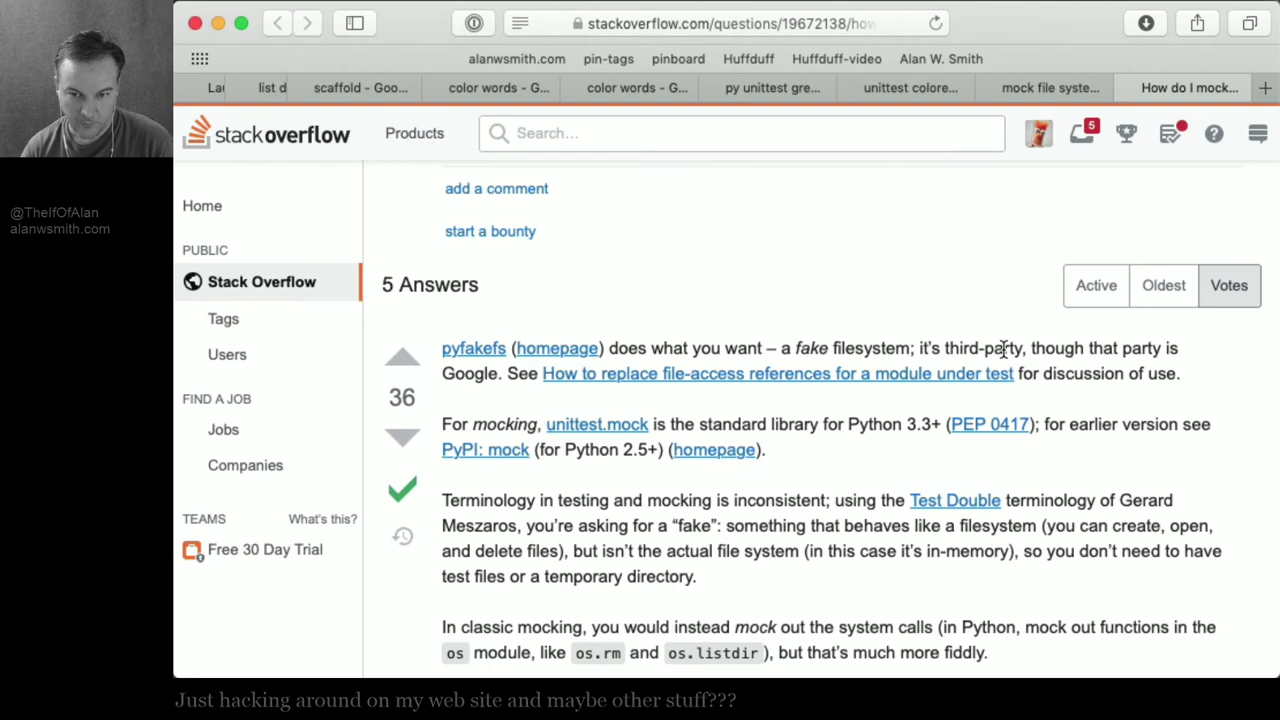 stackoverflow.com/questions/19672138/how
alanwsmith.com pin-tags pinboard Huffduff Huffduff-video Alan W. Smith
Lau list d scaffold - Goo... color words - G... color words - G... py unittest gre... unittest colore... mock file syste... How do I mock...
stackoverflow Products Search... 5
@TheIfOfAlan
alanwsmith.com
Home
PUBLIC
Stack Overflow
Tags
Users
FIND A JOB
Jobs
Companies
TEAMS What's this?
Free 30 Day Trial
add a comment
start a bounty
5 Answers Active Oldest Votes
36
pyfakefs (homepage) does what you want – a fake filesystem; it's third-party, though that party is
Google. See How to replace file-access references for a module under test for discussion of use.
For mocking, unittest.mock is the standard library for Python 3.3+ (PEP 0417); for earlier version see
PyPI: mock (for Python 2.5+) (homepage).
Terminology in testing and mocking is inconsistent; using the Test Double terminology of Gerard
Meszaros, you're asking for a “fake”: something that behaves like a filesystem (you can create, open,
and delete files), but isn't the actual file system (in this case it's in-memory), so you don't need to have
test files or a temporary directory.
In classic mocking, you would instead mock out the system calls (in Python, mock out functions in the
os module, like os.rm and os.listdir), but that's much more fiddly.
Just hacking around on my web site and maybe other stuff???